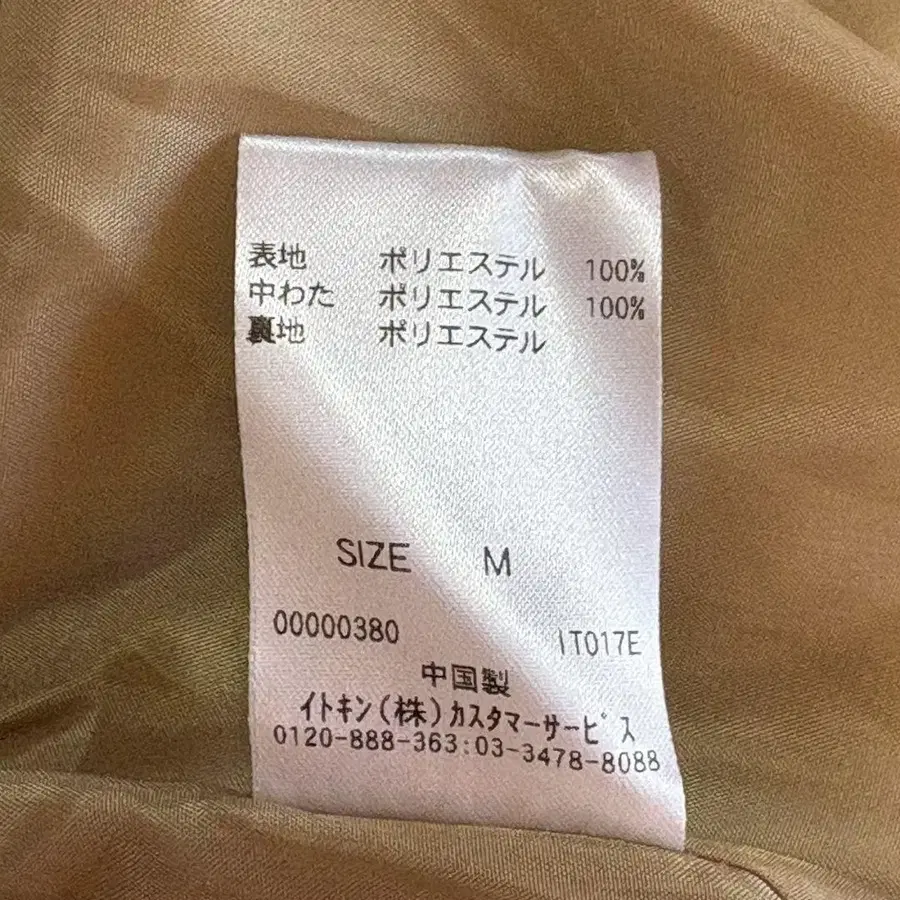 表地 ポリエステル 100%
中わた ポリエステル 100%
裏地 ポリエステル
SIZE M
00000380 IT017E
中国製
イトキン(株)カスタマーサービス
0120-888-363:03-3478-8088